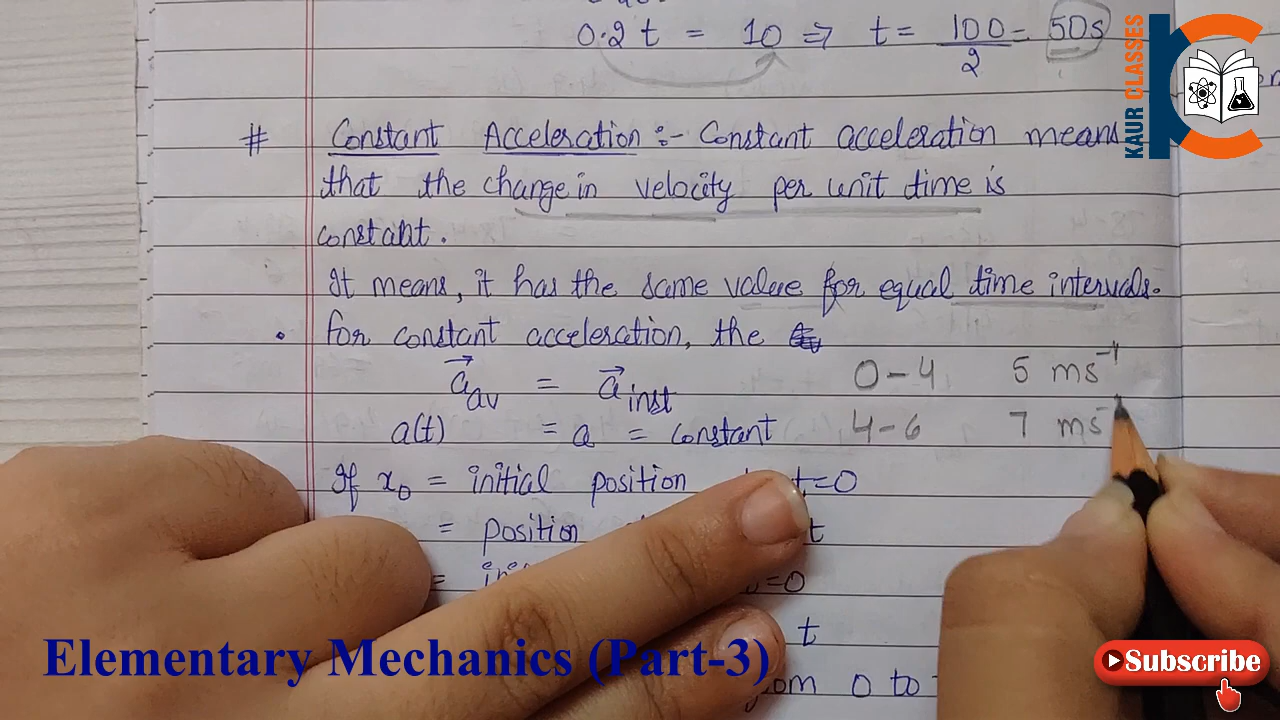 0.2 t = 10 ⇒ t = 100/2 = 50s
KAUR CLASSES
# Constant Acceleration :- Constant acceleration means
that the change in velocity per unit time is
constant.
It means, it has the same value for equal time intervals.
• For constant acceleration, the
a⃗av = a⃗inst
0-4 5 ms⁻¹
a(t) = a = constant
4-6 7 ms⁻
If x₀ = initial position t=0
= position t
= =0
t
from 0 to
Elementary Mechanics (Part-3)
Subscribe